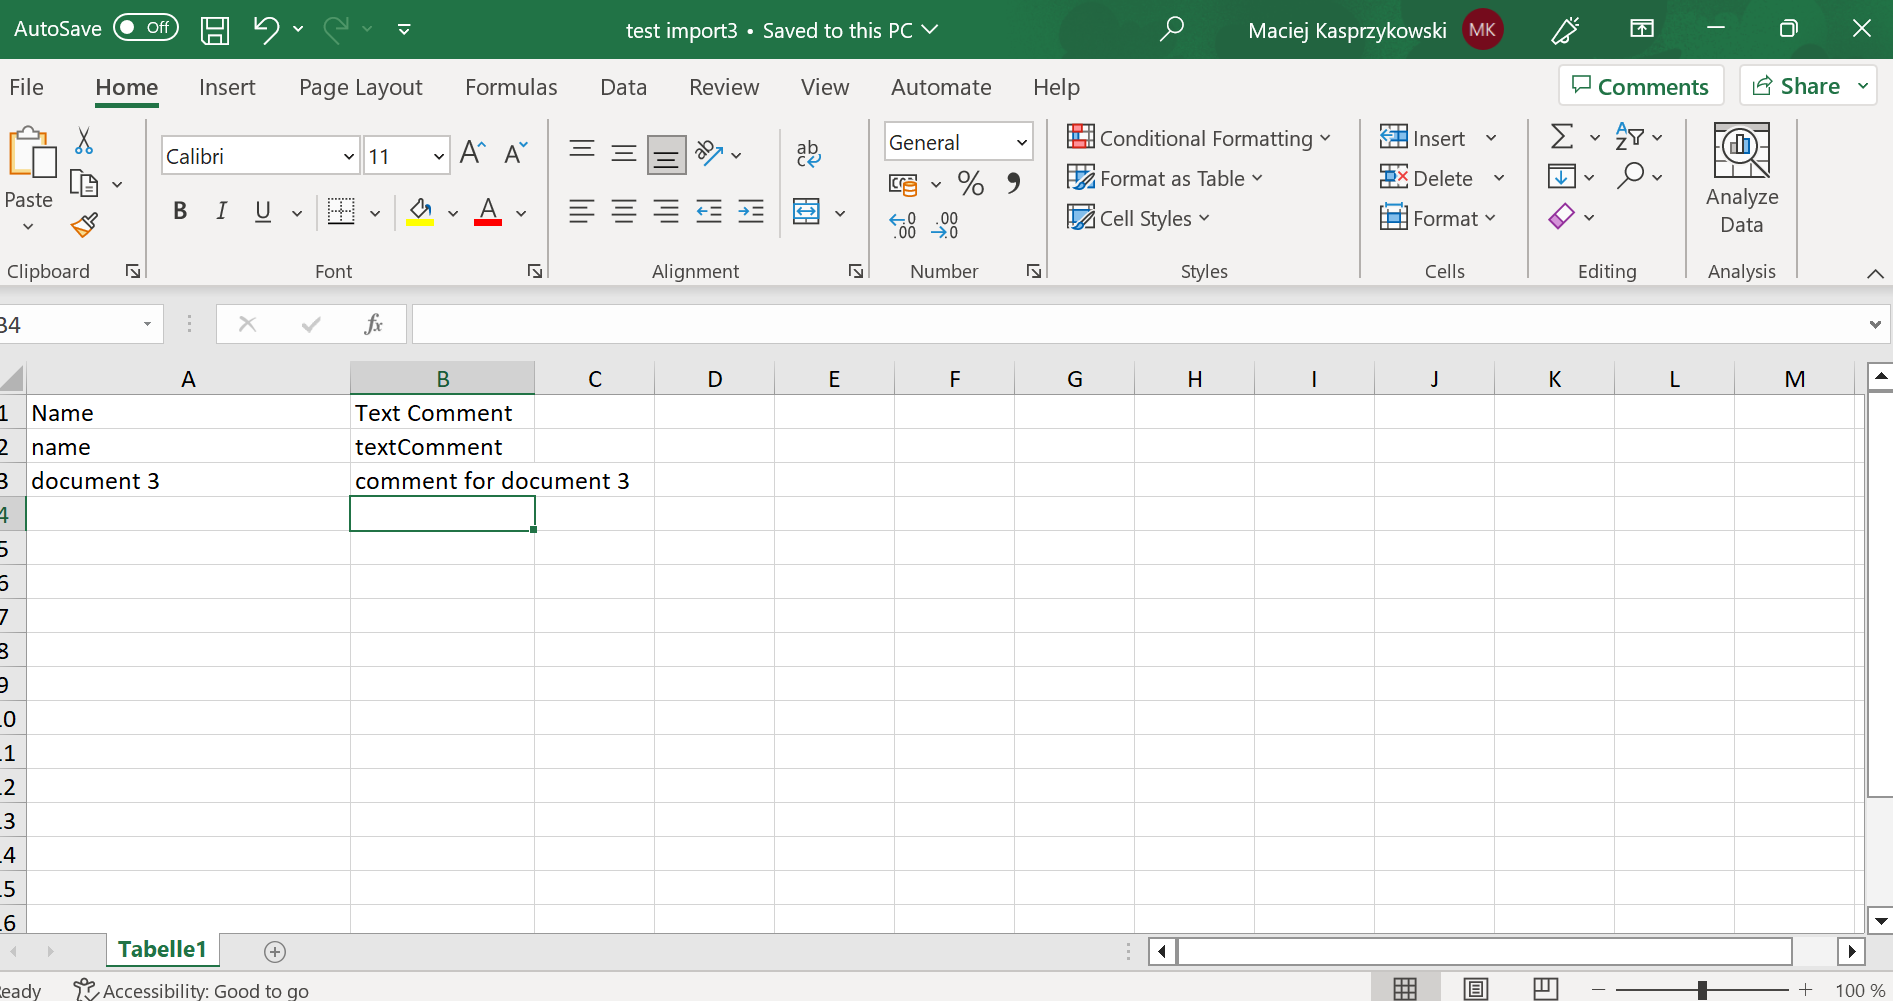 AutoSave Off test import3 • Saved to this PC Maciej Kasprzykowski MK
File Home Insert Page Layout Formulas Data Review View Automate Help Comments Share
Paste
Clipboard
Calibri 11
B I U A
Font
ab
Alignment
General
% 
Number
Conditional Formatting
Format as Table
Cell Styles
Styles
Insert
Delete
Format
Cells
Editing
Analyze
Data
Analysis
B4 fx
A B C D E F G H I J K L M
1 Name Text Comment
2 name textComment
3 document 3 comment for document 3
4
5
6
7
8
9
10
11
12
13
14
15
16
Tabelle1
Ready Accessibility: Good to go 100 %